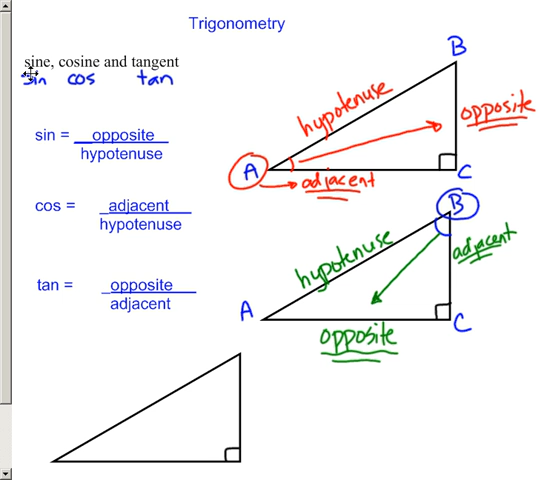 Trigonometry
sine, cosine and tangent
sin cos tan
sin = opposite
hypotenuse
cos = adjacent
hypotenuse
tan = opposite
adjacent
B
hypotenuse
opposite
A
adjacent
C
B
hypotenuse
adjacent
A
C
opposite